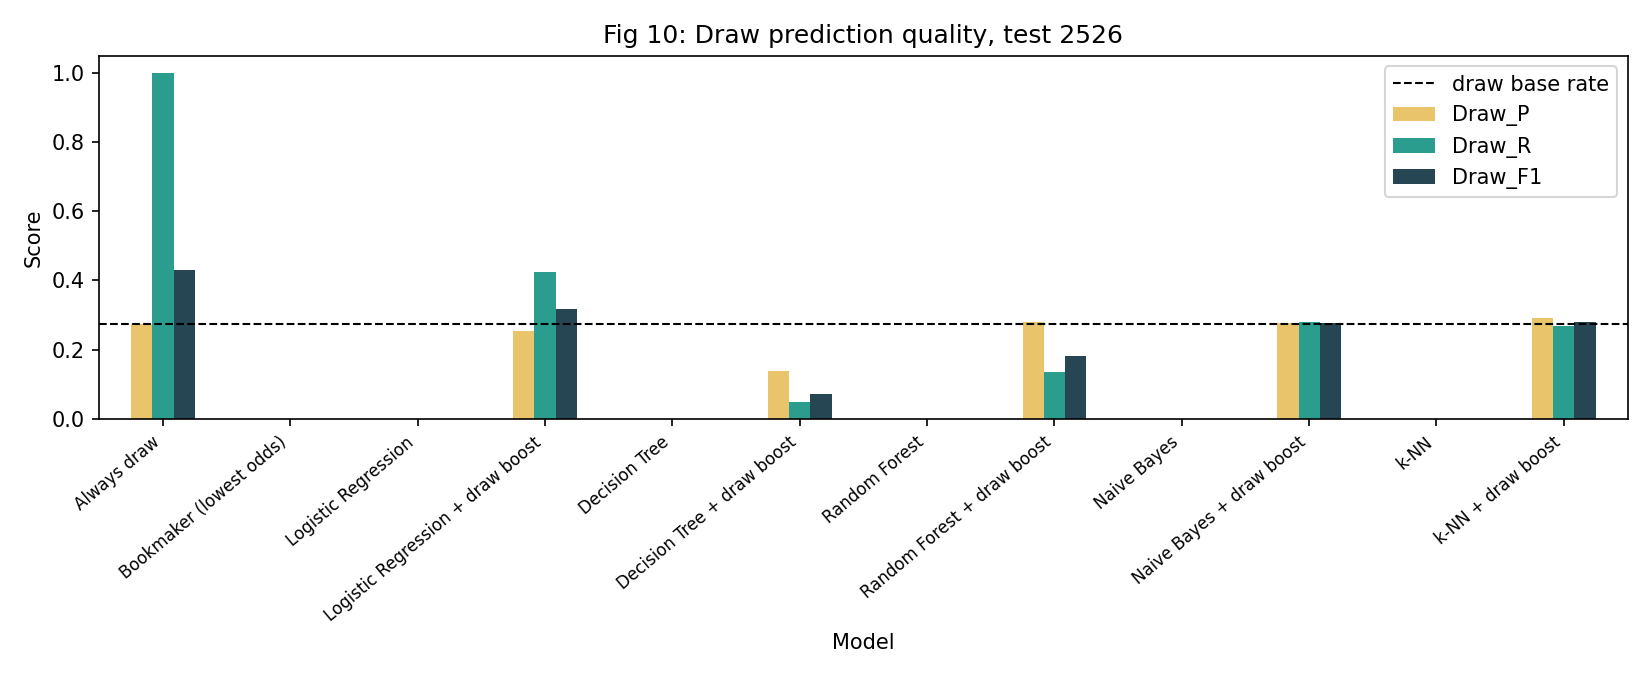 Fig 10: Draw prediction quality, test 2526
Score
1.0
0.8
0.6
0.4
0.2
0.0
draw base rate
Draw_P
Draw_R
Draw_F1
Always draw
Bookmaker (lowest odds)
Logistic Regression
Logistic Regression + draw boost
Decision Tree
Decision Tree + draw boost
Random Forest
Random Forest + draw boost
Naive Bayes
Naive Bayes + draw boost
k-NN
k-NN + draw boost
Model